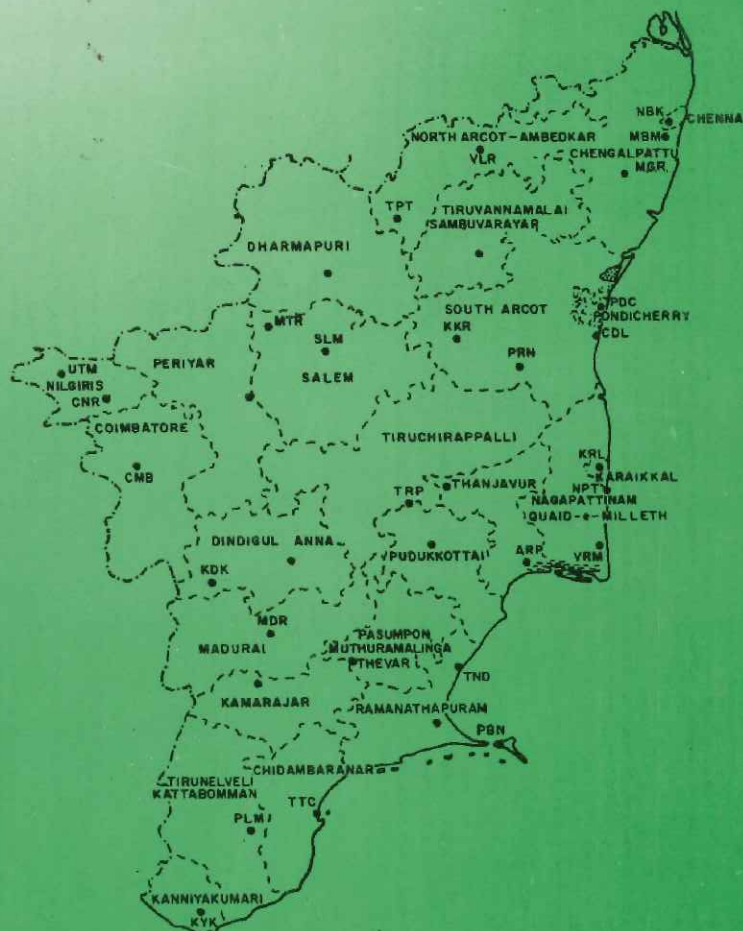 NBK
CHENNA
NORTH ARCOT-AMBEDKAR
MBM
VLR
CHENGALPATTU
MGR
TPT
TIRUVANNAMALAI
SAMBUVARAYAR
DHARMAPURI
SOUTH ARCOT
PDC
PONDICHERRY
MTR
KKR
CDL
SLM
PERIYAR
PRN
UTM
SALEM
NILGIRIS
CNR
COIMBATORE
TIRUCHIRAPPALLI
CMB
KRL
KARAIKKAL
THANJAVUR
NPT
TRP
NAGAPATTINAM
QUAID-e-MILLETH
DINDIGUL ANNA
PUDUKKOTTAI
ARP
VRM
KDK
MDR
MADURAI
PASUMPON
MUTHURAMALINGA
THEVAR
TND
KAMARAJAR
RAMANATHAPURAM
PBN
CHIDAMBARANAR
TIRUNELVELI
KATTABOMMAN
TTC
PLM
KANNIYAKUMARI
KYK